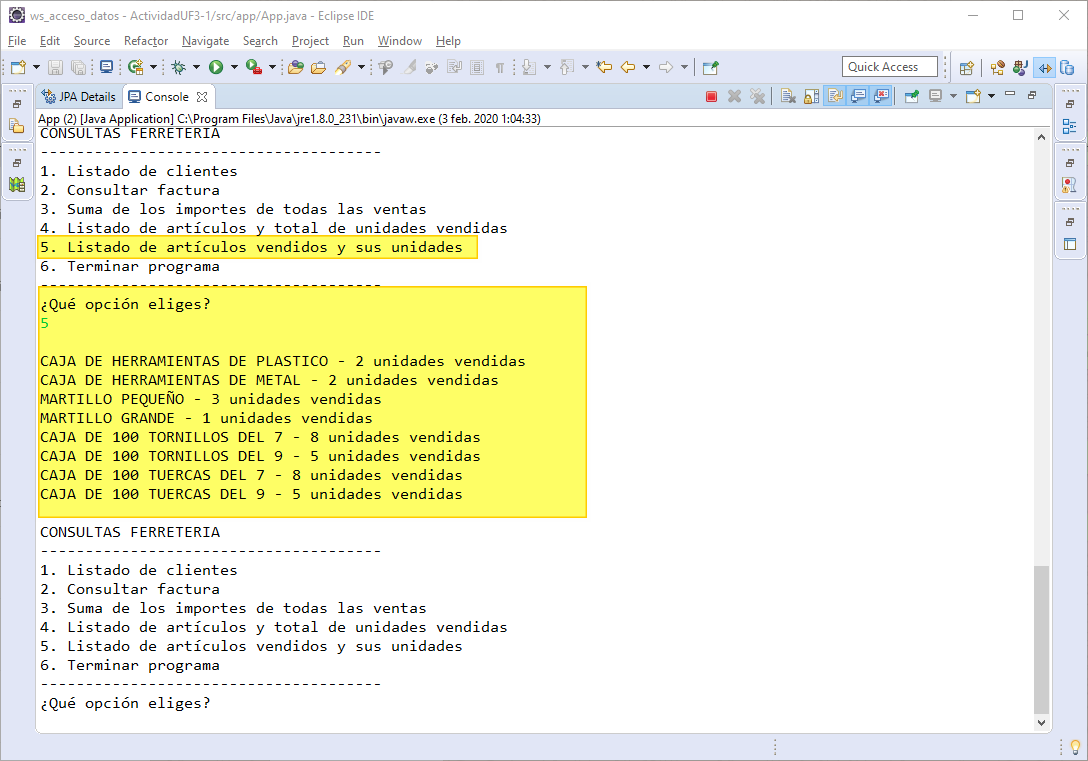 ws_acceso_datos - ActividadUF3-1/src/app/App.java - Eclipse IDE
File Edit Source Refactor Navigate Search Project Run Window Help
Quick Access
JPA Details Console
App (2) [Java Application] C:\Program Files\Java\jre1.8.0_231\bin\javaw.exe (3 feb. 2020 1:04:33)
CONSULTAS FERRETERIA
--------------------------------------
1. Listado de clientes
2. Consultar factura
3. Suma de los importes de todas las ventas
4. Listado de artículos y total de unidades vendidas
5. Listado de artículos vendidos y sus unidades
6. Terminar programa
--------------------------------------
¿Qué opción eliges?
5
CAJA DE HERRAMIENTAS DE PLASTICO - 2 unidades vendidas
CAJA DE HERRAMIENTAS DE METAL - 2 unidades vendidas
MARTILLO PEQUEÑO - 3 unidades vendidas
MARTILLO GRANDE - 1 unidades vendidas
CAJA DE 100 TORNILLOS DEL 7 - 8 unidades vendidas
CAJA DE 100 TORNILLOS DEL 9 - 5 unidades vendidas
CAJA DE 100 TUERCAS DEL 7 - 8 unidades vendidas
CAJA DE 100 TUERCAS DEL 9 - 5 unidades vendidas
CONSULTAS FERRETERIA
--------------------------------------
1. Listado de clientes
2. Consultar factura
3. Suma de los importes de todas las ventas
4. Listado de artículos y total de unidades vendidas
5. Listado de artículos vendidos y sus unidades
6. Terminar programa
--------------------------------------
¿Qué opción eliges?